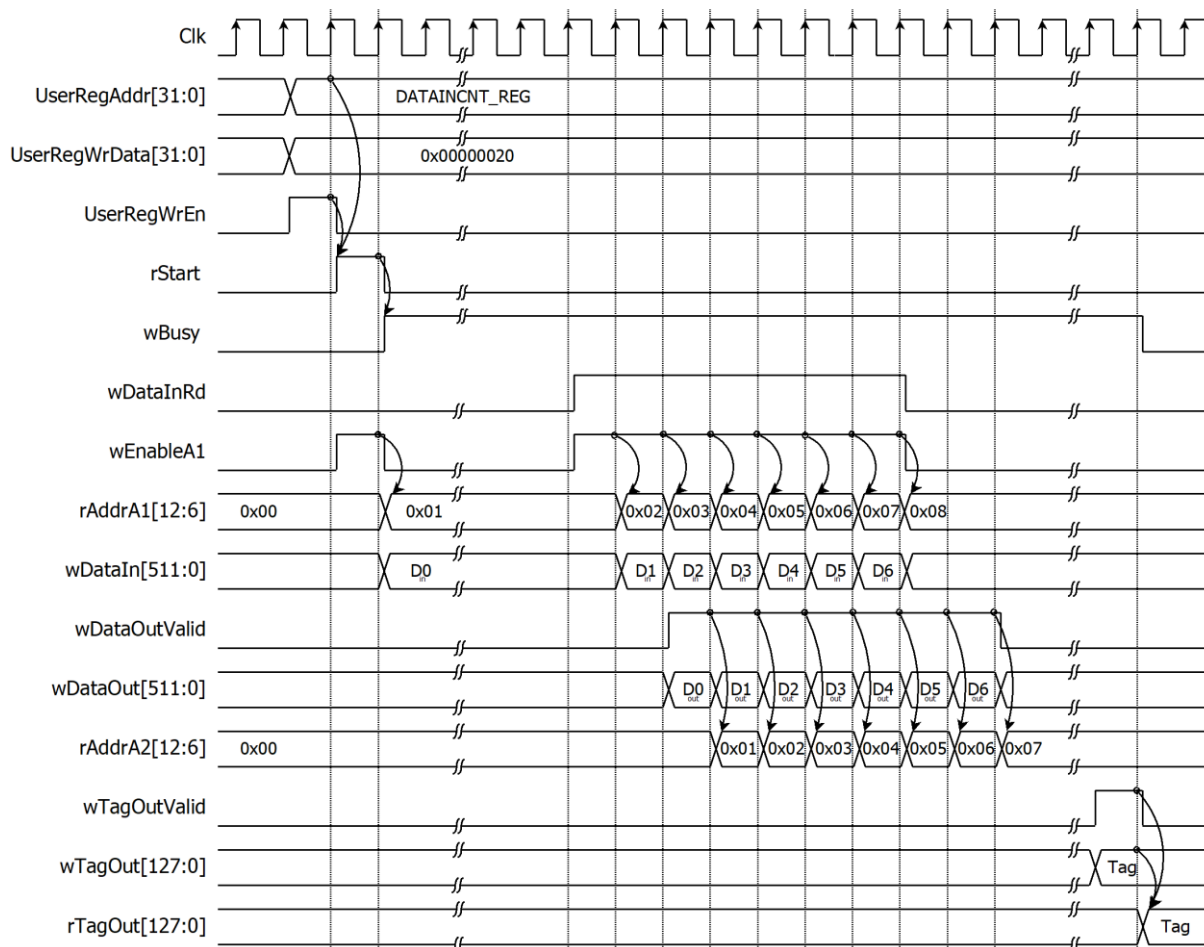 Clk
UserRegAddr[31:0] DATAINCNT_REG
UserRegWrData[31:0] 0x00000020
UserRegWrEn
rStart
wBusy
wDataInRd
wEnableA1
rAddrA1[12:6] 0x00 0x01 0x02 0x03 0x04 0x05 0x06 0x07 0x08
wDataIn[511:0] D0in D1in D2in D3in D4in D5in D6in
wDataOutValid
wDataOut[511:0] D0out D1out D2out D3out D4out D5out D6out
rAddrA2[12:6] 0x00 0x01 0x02 0x03 0x04 0x05 0x06 0x07
wTagOutValid
wTagOut[127:0] Tag
rTagOut[127:0] Tag